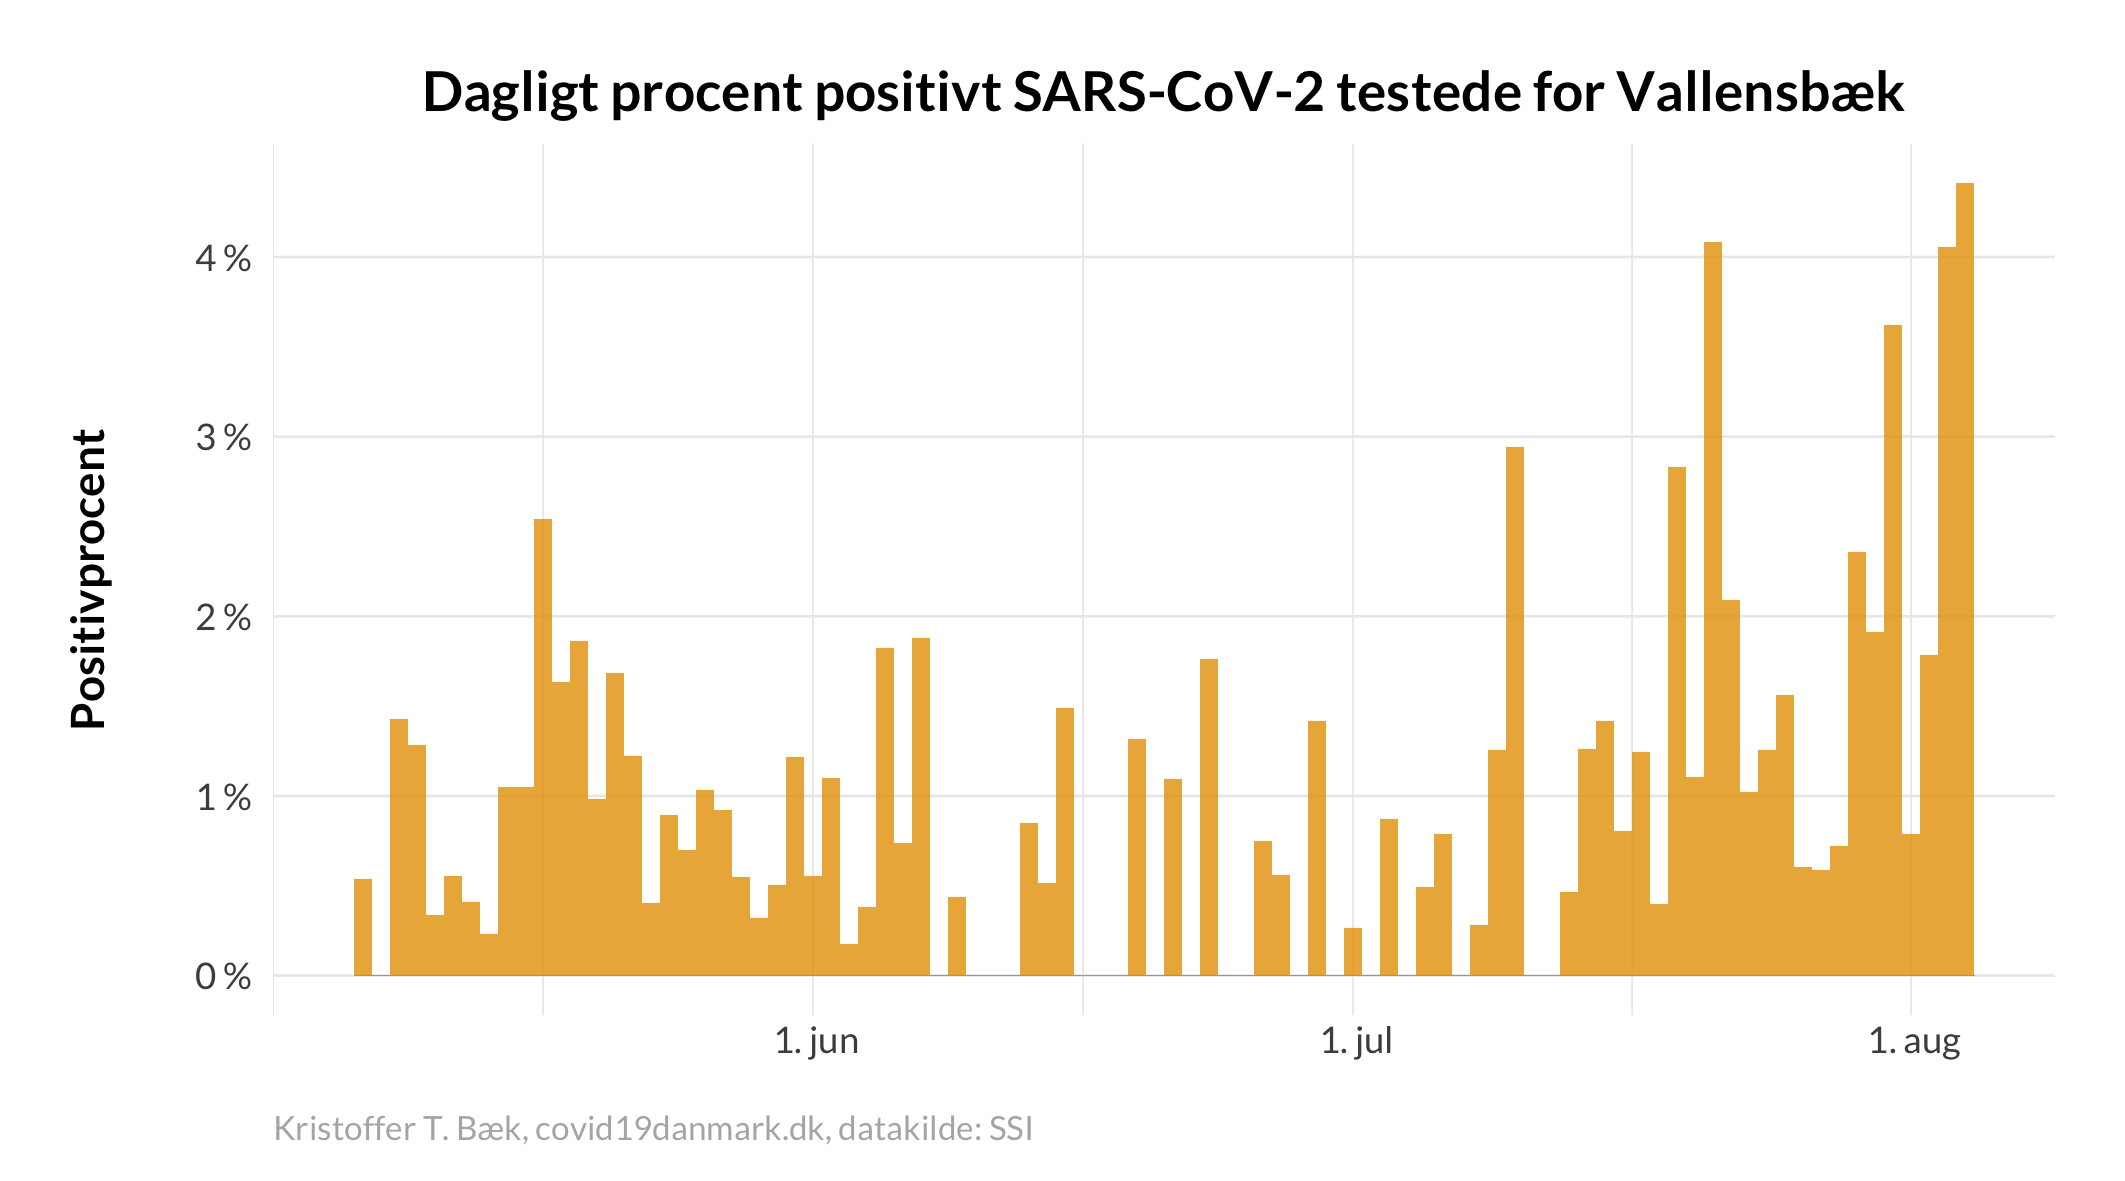 Dagligt procent positivt SARS-CoV-2 testede for Vallensbæk
Positivprocent
4 %
3 %
2 %
1 %
0 %
1. jun
1. jul
1. aug
Kristoffer T. Bæk, covid19danmark.dk, datakilde: SSI